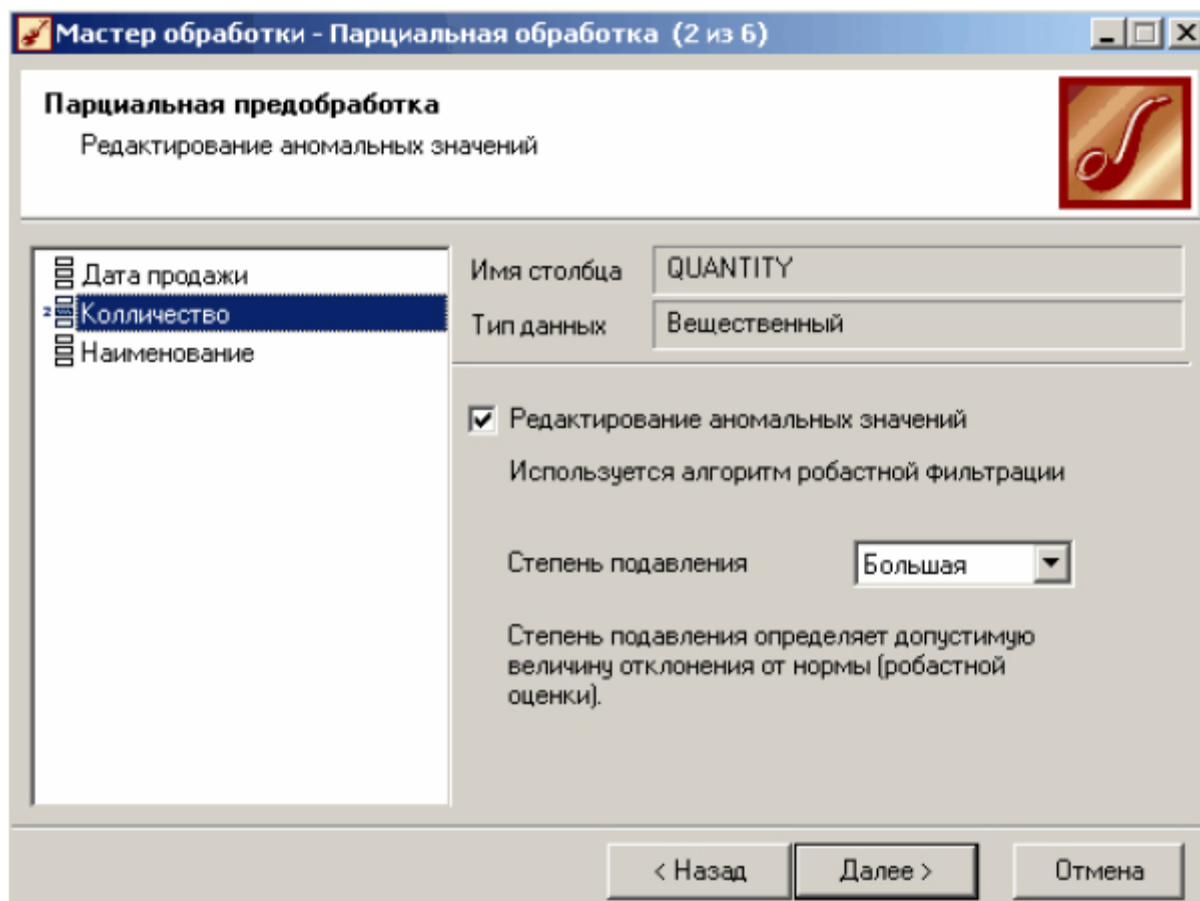 Мастер обработки - Парциальная обработка (2 из 6)
Парциальная предобработка
Редактирование аномальных значений
Дата продажи
2 Колличество
Наименование
Имя столбца QUANTITY
Тип данных Вещественный
Редактирование аномальных значений
Используется алгоритм робастной фильтрации
Степень подавления Большая
Степень подавления определяет допустимую
величину отклонения от нормы (робастной
оценки).
< Назад Далее > Отмена